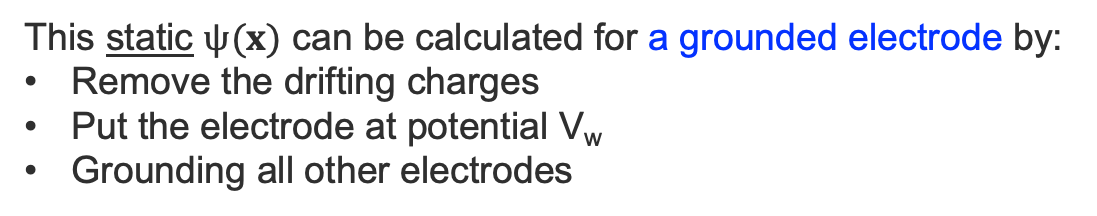 This static ψ(x) can be calculated for a grounded electrode by:
• Remove the drifting charges
• Put the electrode at potential V_w
• Grounding all other electrodes